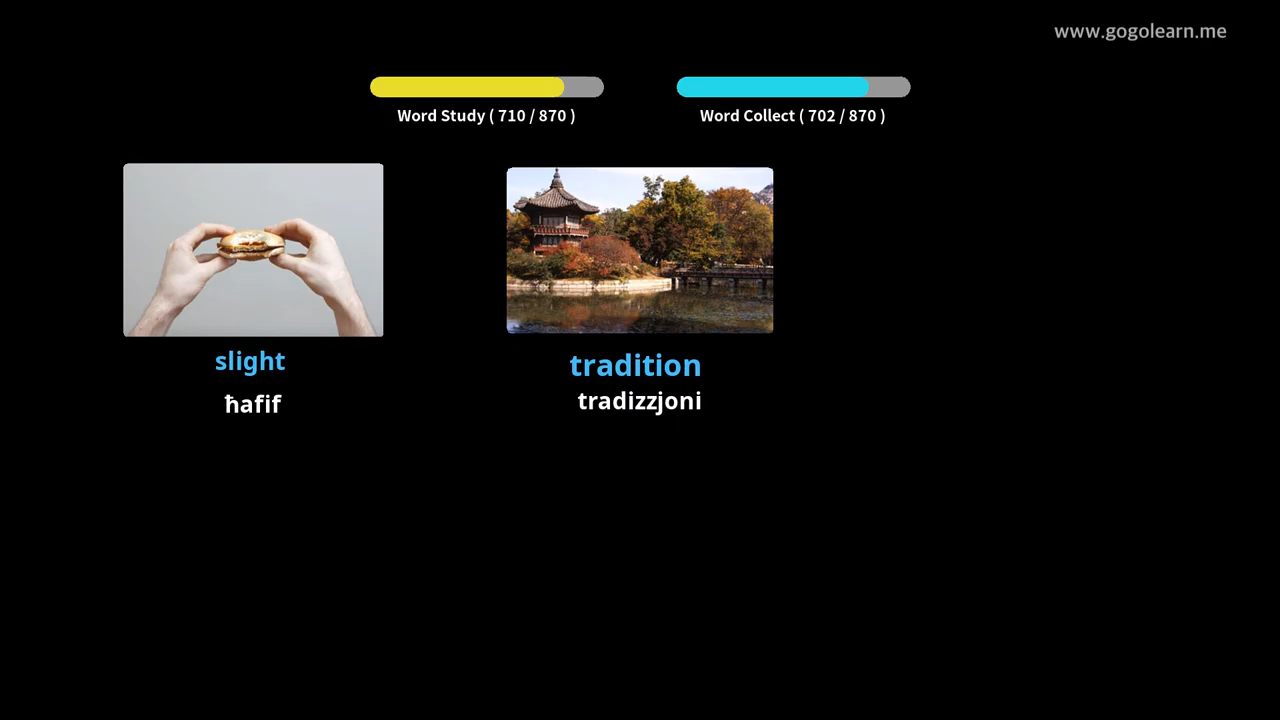 www.gogolearn.me
Word Study ( 710 / 870 )
Word Collect ( 702 / 870 )
slight
ħafif
tradition
tradizzjoni